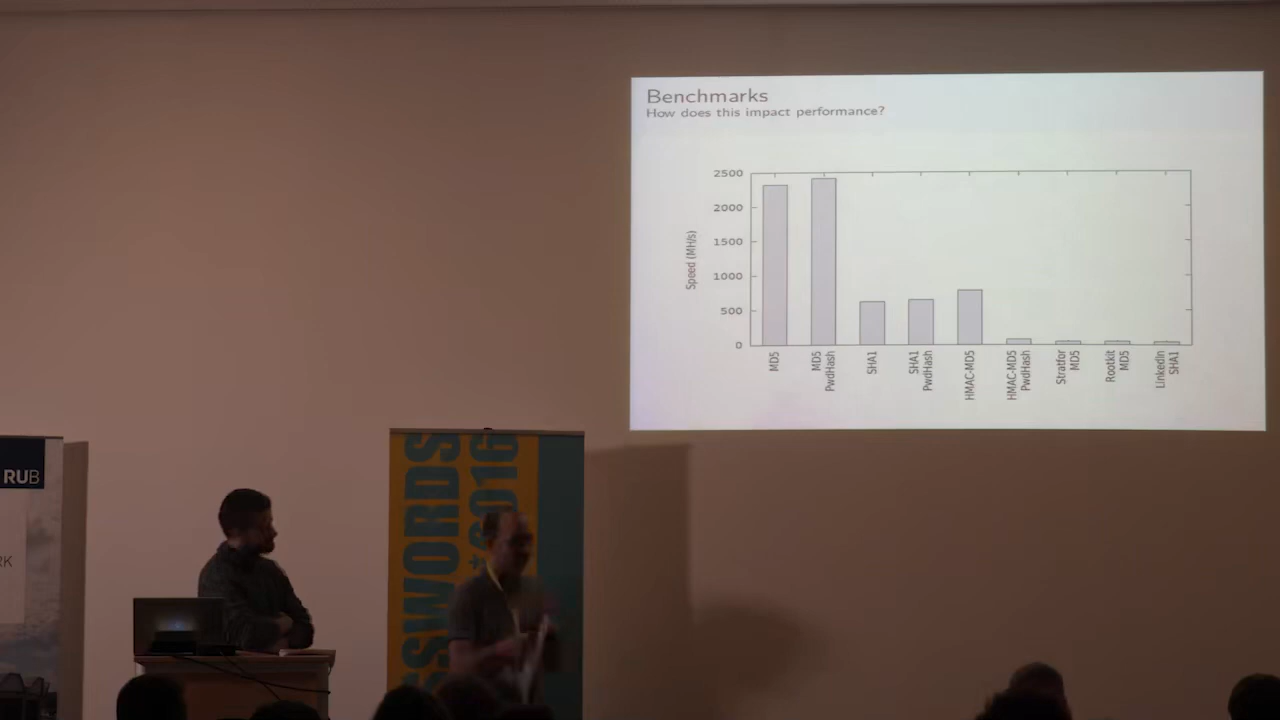 Benchmarks
How does this impact performance?
2500
2000
1500
1000
500
0
Speed (MH/s)
MD5
MD5
PwdHash
SHA1
SHA1
PwdHash
HMAC-MD5
HMAC-MD5
PwdHash
Stratfor
MD5
Rootkit
MD5
LinkedIn
SHA1
RUB
RK
SSWORDS
2016